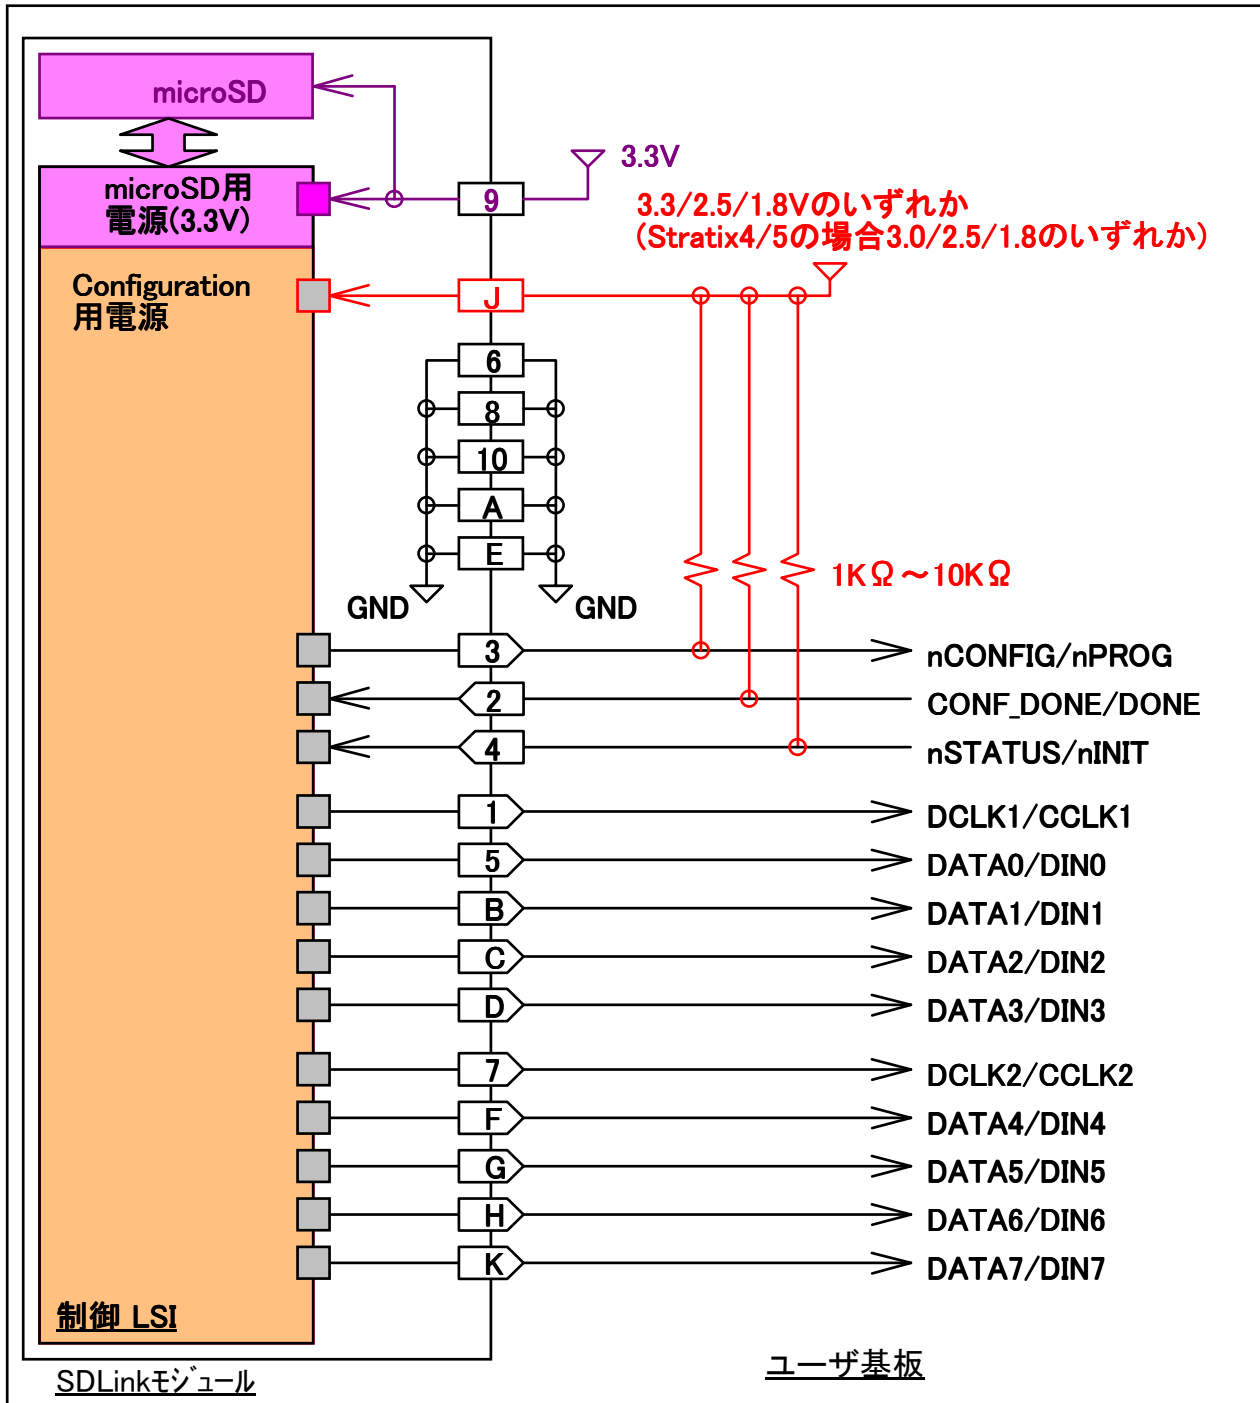 microSD
microSD用
電源(3.3V)
9
3.3V
3.3/2.5/1.8Vのいずれか
(Stratix4/5の場合3.0/2.5/1.8のいずれか)
Configuration
用電源
J
6
8
10
A
E
1KΩ～10KΩ
GND
GND
3
nCONFIG/nPROG
2
CONF_DONE/DONE
4
nSTATUS/nINIT
1
DCLK1/CCLK1
5
DATA0/DIN0
B
DATA1/DIN1
C
DATA2/DIN2
D
DATA3/DIN3
7
DCLK2/CCLK2
F
DATA4/DIN4
G
DATA5/DIN5
H
DATA6/DIN6
K
DATA7/DIN7
制御 LSI
SDLinkﾓｼﾞｭｰﾙ
ユーザ基板